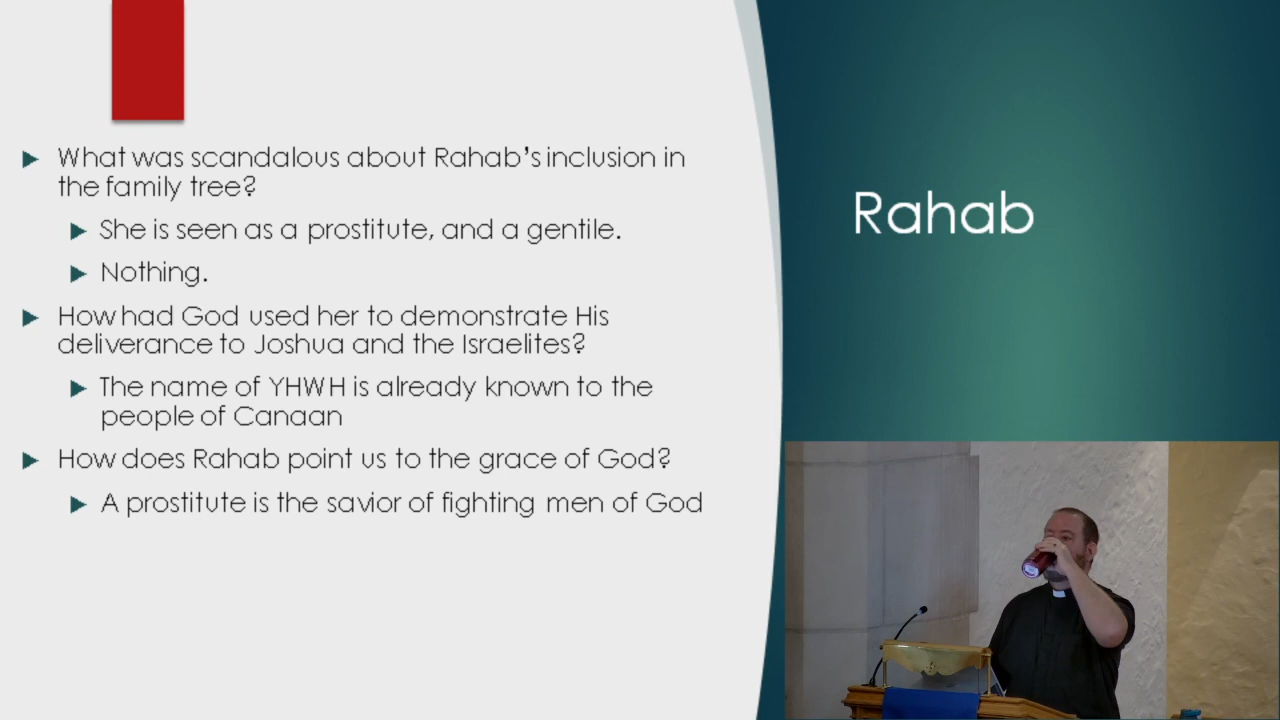 What was scandalous about Rahab's inclusion in
the family tree?
She is seen as a prostitute, and a gentile.
Nothing.
How had God used her to demonstrate His
deliverance to Joshua and the Israelites?
The name of YHWH is already known to the
people of Canaan
How does Rahab point us to the grace of God?
A prostitute is the savior of fighting men of God
Rahab